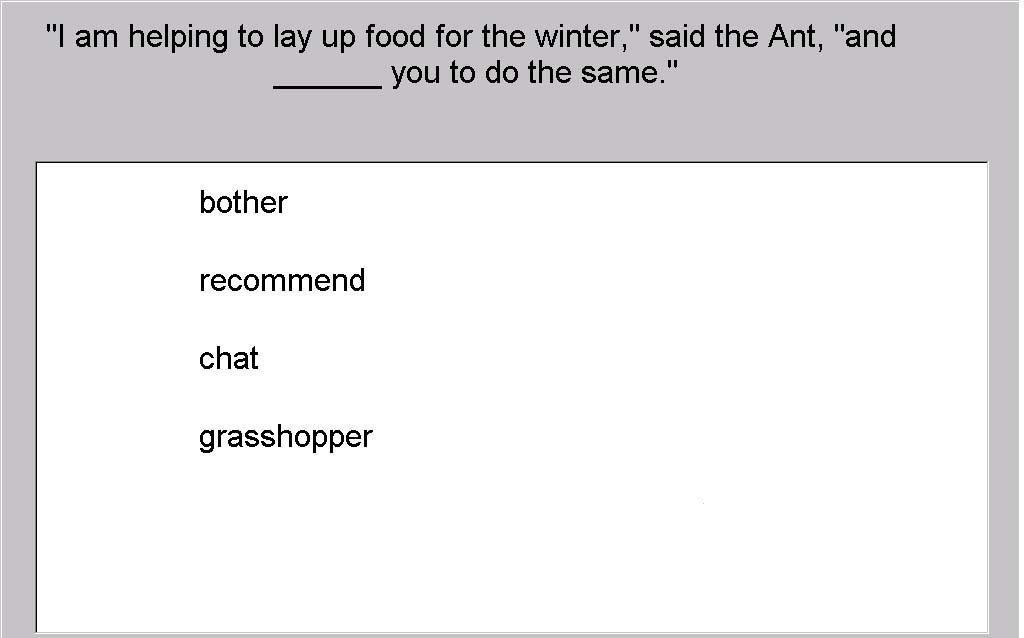 "I am helping to lay up food for the winter," said the Ant, "and
______ you to do the same."
bother
recommend
chat
grasshopper